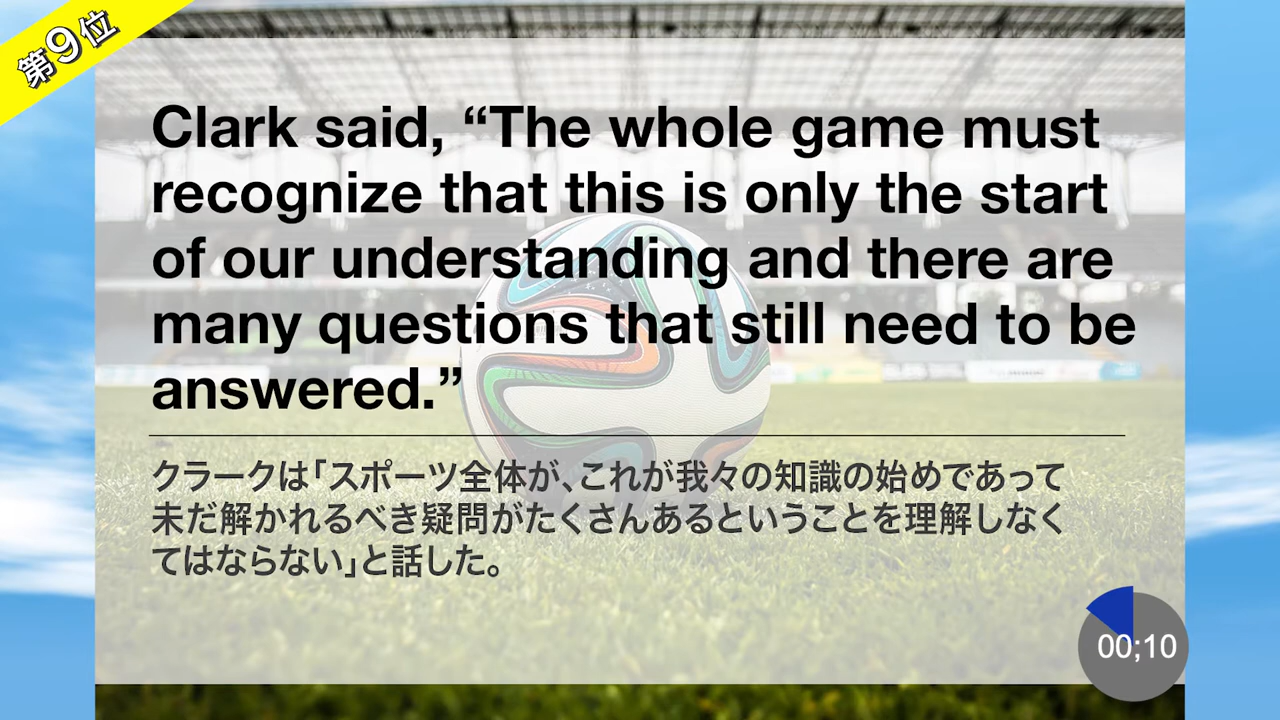 第9位
Clark said, “The whole game must
recognize that this is only the start
of our understanding and there are
many questions that still need to be
answered.”
クラークは「スポーツ全体が、これが我々の知識の始めであって
未だ解かれるべき疑問がたくさんあるということを理解しなく
てはならない」と話した。
00;10